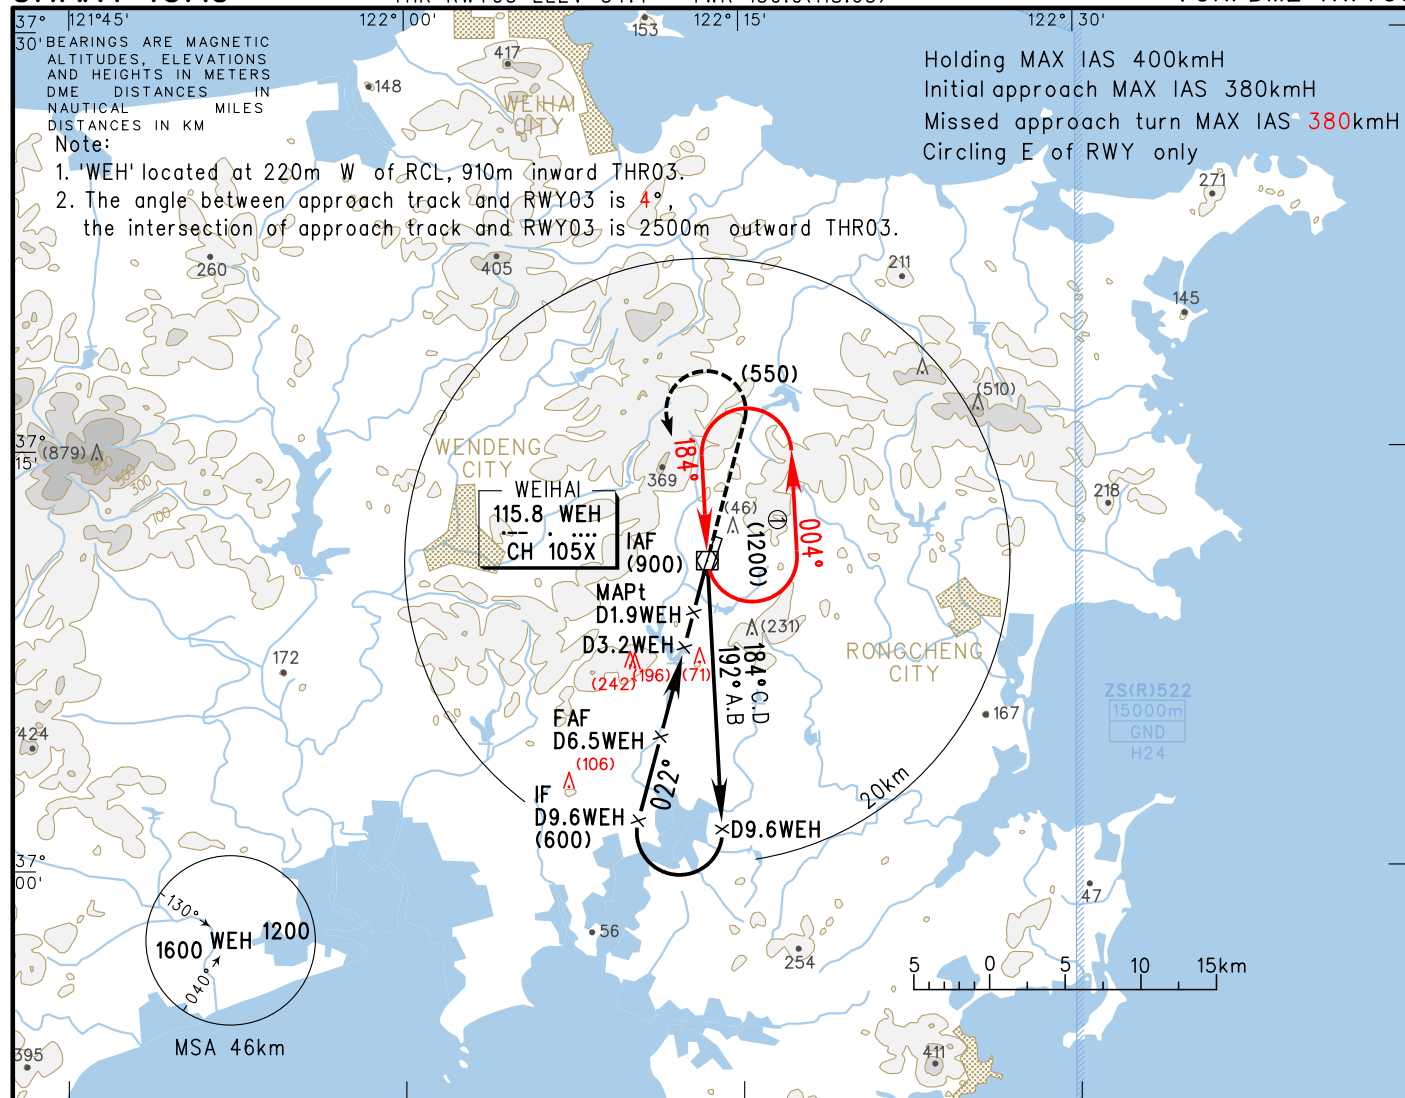 37° 121°45'
122°00'
122°15'
122°30'
30'
BEARINGS ARE MAGNETIC
ALTITUDES, ELEVATIONS
AND HEIGHTS IN METERS
DME DISTANCES IN
NAUTICAL MILES
DISTANCES IN KM
Note:
1. 'WEH' located at 220m W of RCL, 910m inward THR03.
2. The angle between approach track and RWY03 is 4°,
the intersection of approach track and RWY03 is 2500m outward THR03.
Holding MAX IAS 400kmH
Initial approach MAX IAS 380kmH
Missed approach turn MAX IAS 380kmH
Circling E of RWY only
153
417
148
WEIHAI
CITY
271
260
405
211
145
(550)
(510)
37°
15'
(879)
800
500
300
100
WENDENG
CITY
184°
369
218
WEIHAI
115.8 WEH
CH 105X
(46)
①
(1200)
004°
IAF
(900)
MAPt
D1.9WEH
D3.2WEH
(231)
(242)
(196)
(71)
184° C.D
192° A.B
RONGCHENG
CITY
172
ZS(R)522
15000m
GND
H24
167
424
FAF
D6.5WEH
(106)
022°
IF
D9.6WEH
(600)
D9.6WEH
20km
37°
00'
130°
1600 WEH 1200
040°
MSA 46km
47
56
254
5 0 5 10 15km
395
411